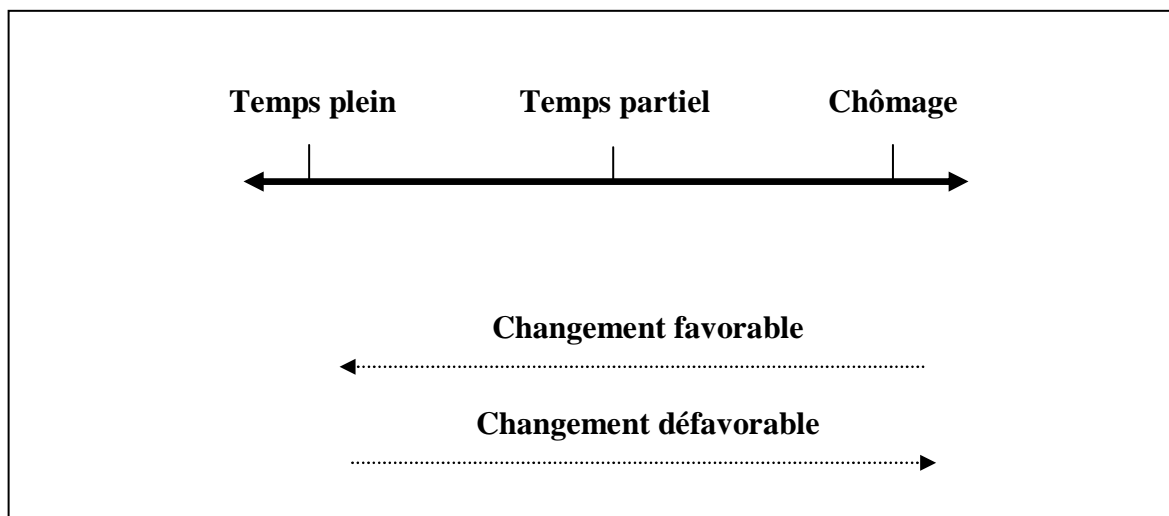 Temps plein Temps partiel Chômage
Changement favorable
Changement défavorable